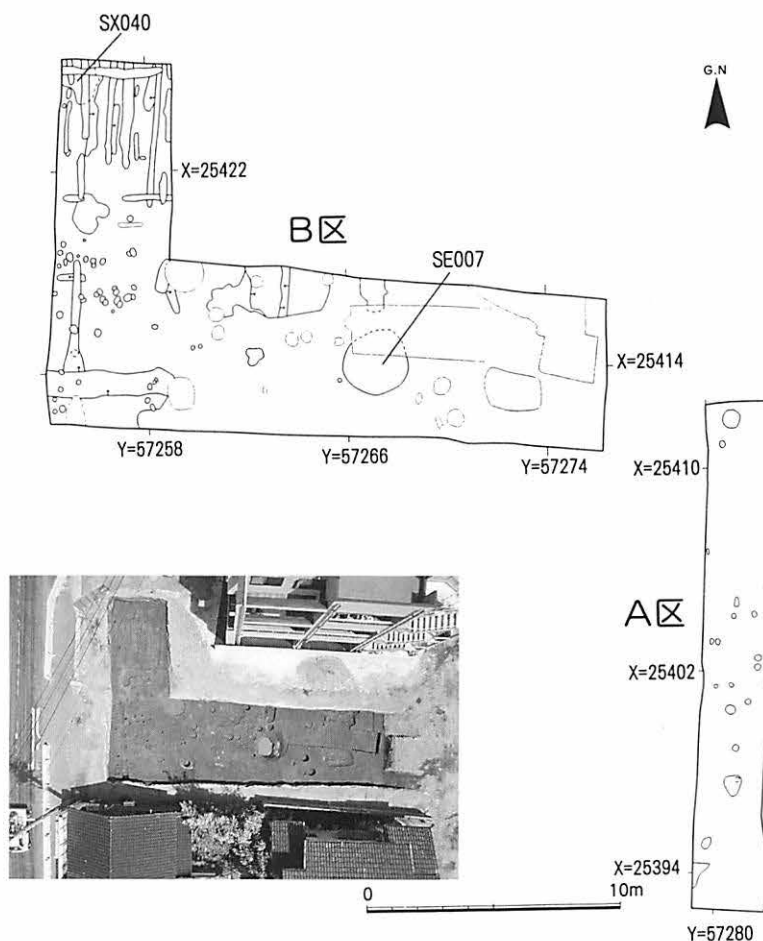 SX040
G.N
X=25422
B区
SE007
X=25414
Y=57258
Y=57266
Y=57274
X=25410
A区
X=25402
X=25394
0
10m
Y=57280